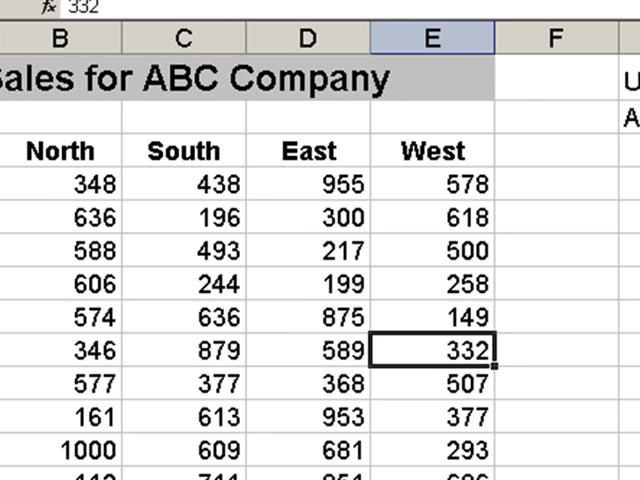 fx 332
B C D E F
Sales for ABC Company U
A
North South East West
348 438 955 578
636 196 300 618
588 493 217 500
606 244 199 258
574 636 875 149
346 879 589 332
577 377 368 507
161 613 953 377
1000 609 681 293